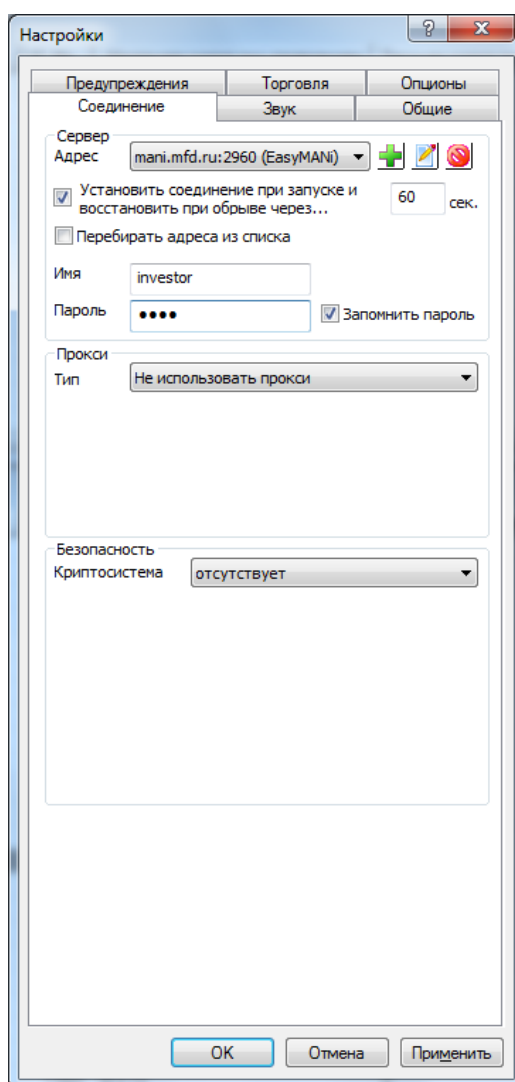 Настройки
Предупреждения Торговля Опционы
Соединение Звук Общие
Сервер
Адрес mani.mfd.ru:2960 (EasyMANi)
Установить соединение при запуске и
восстановить при обрыве через... 60 сек.
Перебирать адреса из списка
Имя investor
Пароль ●●●● Запомнить пароль
Прокси
Тип Не использовать прокси
Безопасность
Криптосистема отсутствует
OK Отмена Применить